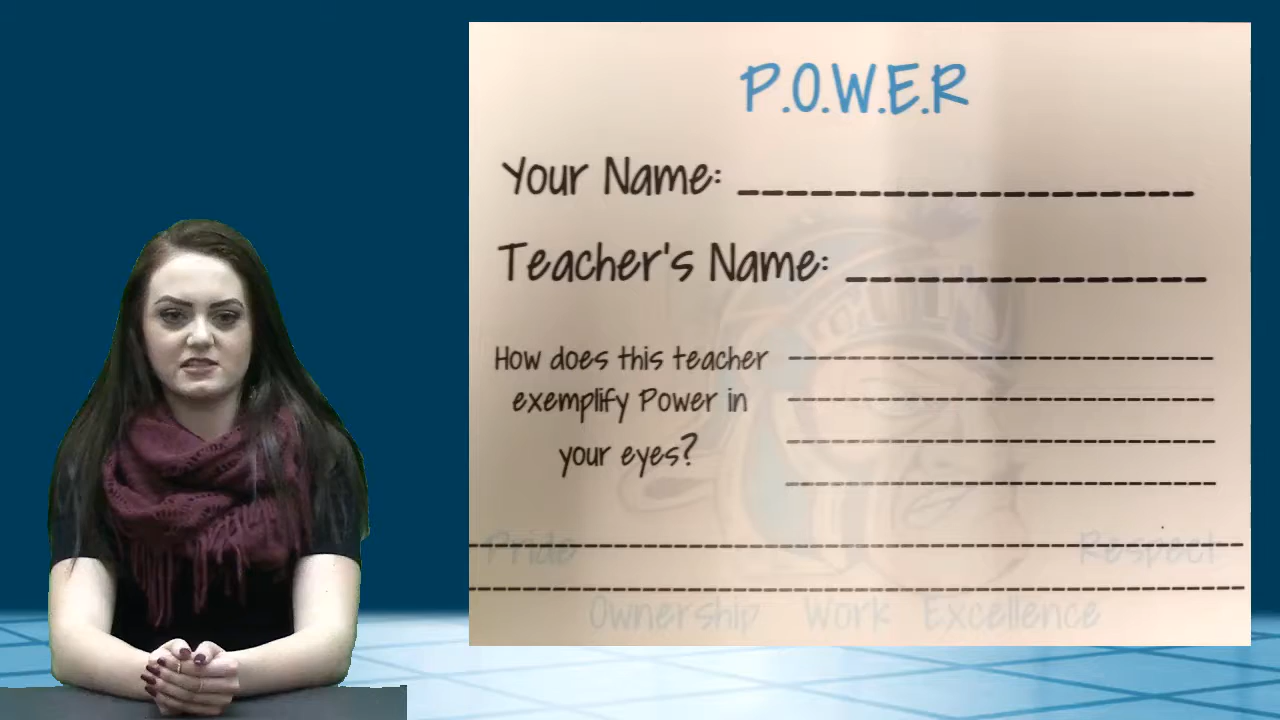 P.O.W.E.R
Your Name:
Teacher's Name:
How does this teacher
exemplify Power in
your eyes?
Pride Respect
Ownership Work Excellence